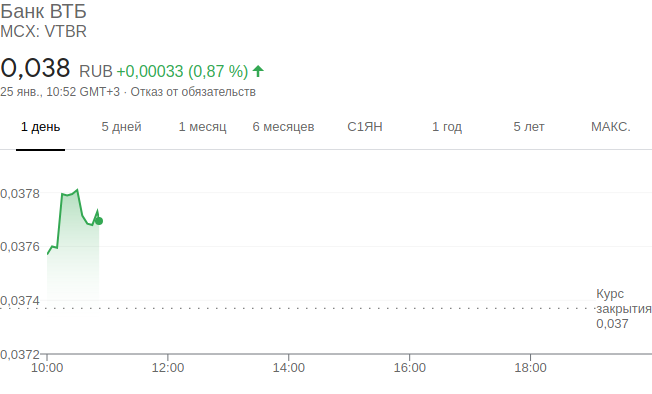 Банк ВТБ
MCX: VTBR
0,038 RUB +0,00033 (0,87 %)
25 янв., 10:52 GMT+3 · Отказ от обязательств
1 день 5 дней 1 месяц 6 месяцев С1ЯН 1 год 5 лет МАКС.
0,0378
0,0376
0,0374
Курс
закрытия
0,037
0,0372
10:00 12:00 14:00 16:00 18:00